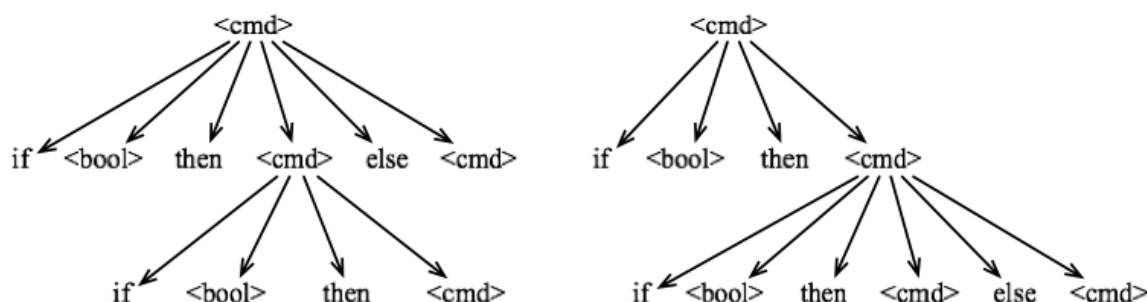 <cmd> <cmd>
if <bool> then <cmd> else <cmd> if <bool> then <cmd>
if <bool> then <cmd> if <bool> then <cmd> else <cmd>